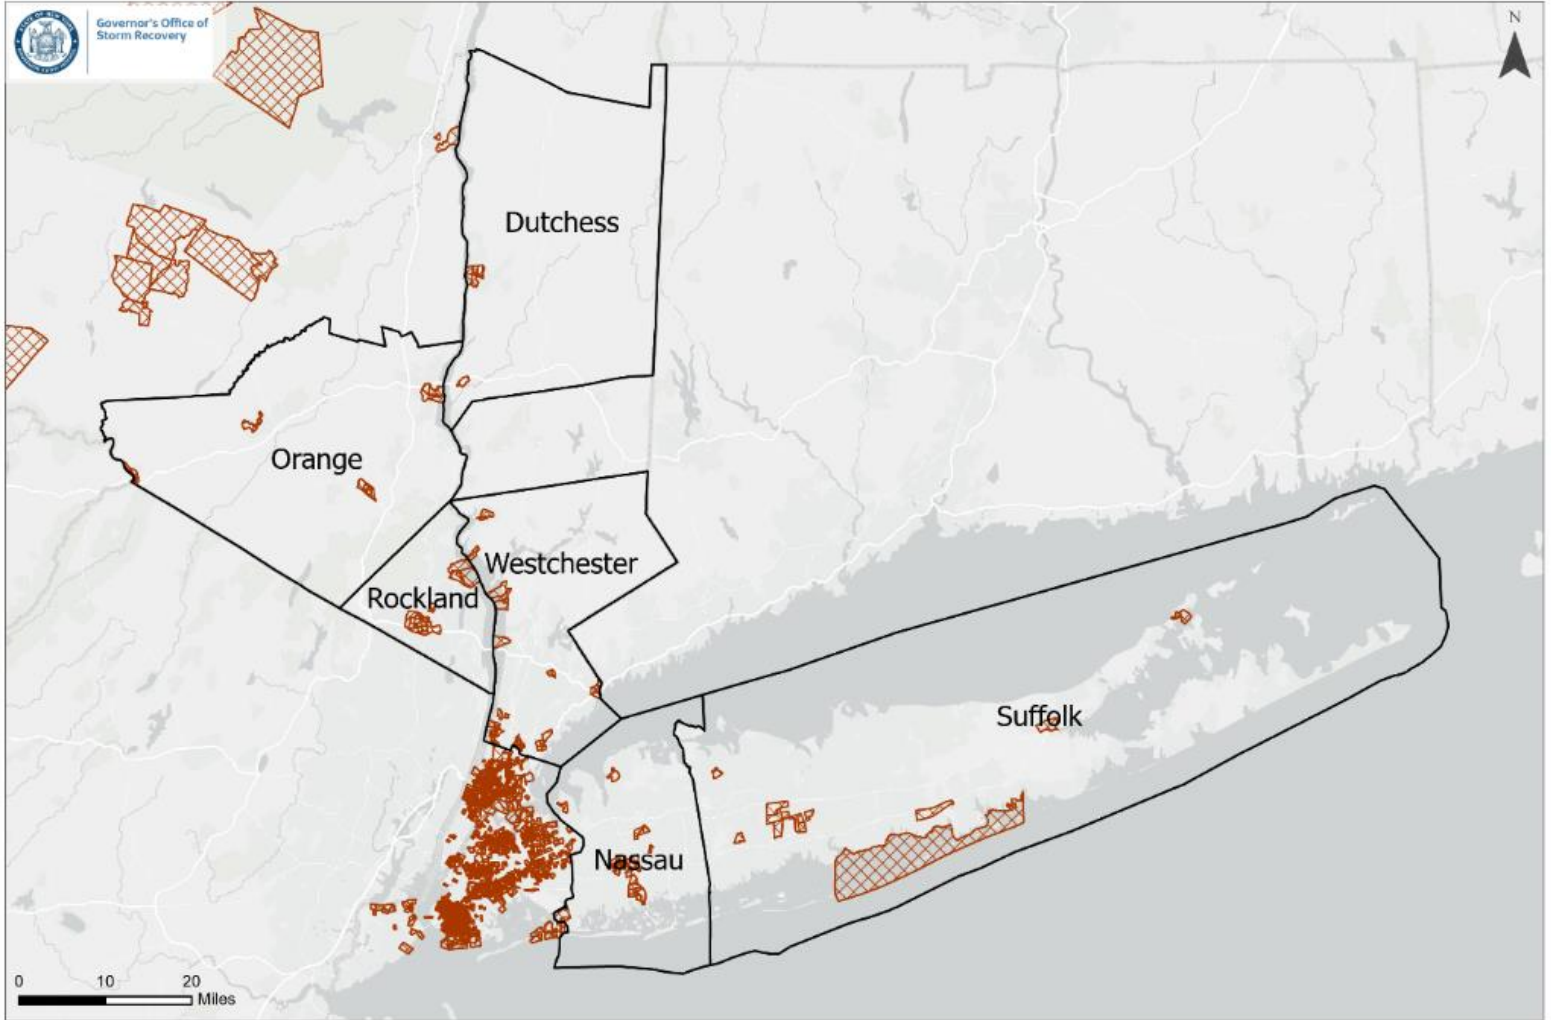 Governor's Office of
Storm Recovery
N
Dutchess
Orange
Westchester
Rockland
Suffolk
Nassau
0 10 20
Miles